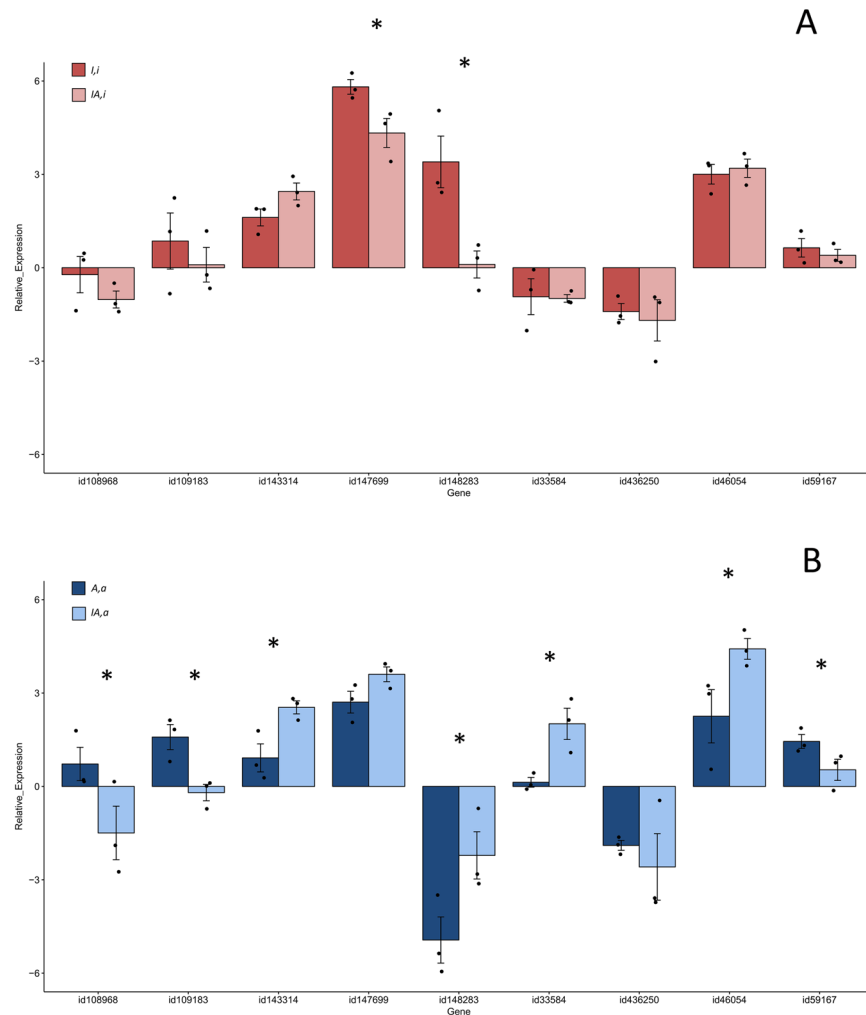 A
* *
I,i
IA,i
6
3
0
−3
−6
Relative_Expression
id108968 id109183 id143314 id147699 id148283 id33584 id436250 id46054 id59167
Gene
B
A,a
IA,a
* * * * * * *
6
3
0
−3
−6
Relative_Expression
id108968 id109183 id143314 id147699 id148283 id33584 id436250 id46054 id59167
Gene